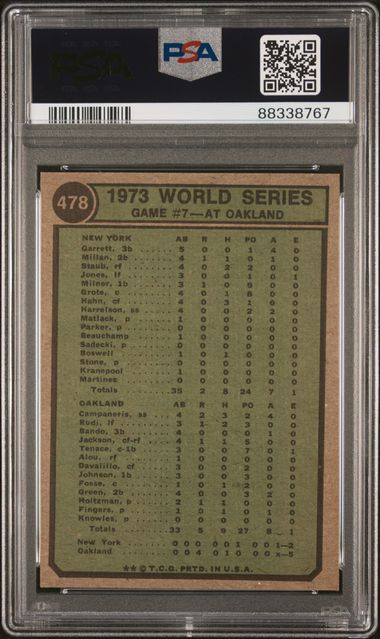 PSA
PSA
88338767
478
1973 WORLD SERIES
GAME #7—AT OAKLAND
NEW YORK AB R H PO A E
Garrett, 3b 5 0 0 1 4 0
Millan, 2b 4 1 1 0 1 0
Staub, rf 4 0 2 2 0 0
Jones, lf 3 0 0 1 0 1
Milner, 1b 3 1 0 9 0 0
Grote, c 4 0 1 8 0 0
Hahn, cf 4 0 3 1 0 0
Harrelson, ss 4 0 0 2 2 0
Matlack, p 1 0 0 0 0 0
Parker, p 0 0 0 0 0 0
Beauchamp 1 0 0 0 0 0
Sadecki, p 0 0 0 0 0 0
Boswell 1 0 1 0 0 0
Stone, p 0 0 0 0 0 0
Kranepool 1 0 0 0 0 0
Martinez 0 0 0 0 0 0
Totals 35 2 8 24 7 1
OAKLAND AB R H PO A E
Campaneris, ss 4 2 3 2 4 0
Rudi, lf 3 1 2 3 0 0
Bando, 3b 4 0 0 0 1 0
Jackson, cf-rf 4 1 1 5 0 0
Tenace, c-1b 3 0 0 7 0 1
Alou, rf 1 0 0 0 0 0
Davalillo, cf 3 0 0 2 0 0
Johnson, 1b 3 0 0 3 0 0
Fosse, c 1 0 1 2 0 0
Green, 2b 4 0 0 3 2 0
Holtzman, p 2 1 1 0 0 0
Fingers, p 1 0 1 0 0 0
Knowles, p 0 0 0 0 0 0
Totals 33 5 9 27 8 1
New York 0 0 0 0 0 1 0 0 1—2
Oakland 0 0 4 0 1 0 0 0 x—5
** © T.C.G. PRTD. IN U.S.A.